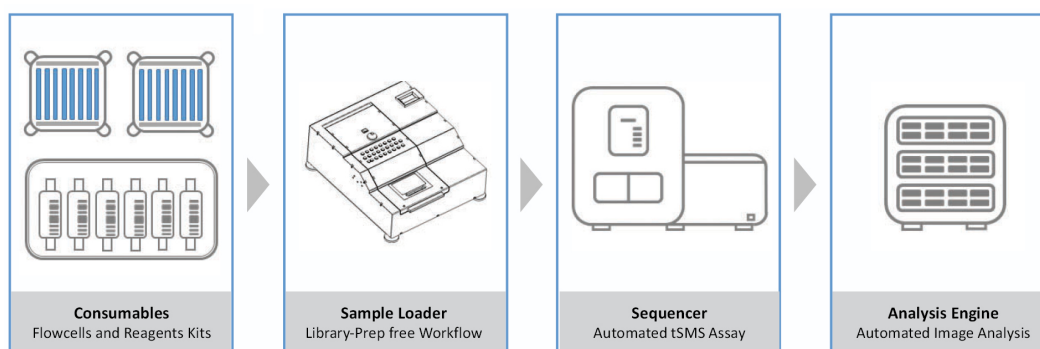 Consumables
Flowcells and Reagents Kits
Sample Loader
Library-Prep free Workflow
Sequencer
Automated tSMS Assay
Analysis Engine
Automated Image Analysis